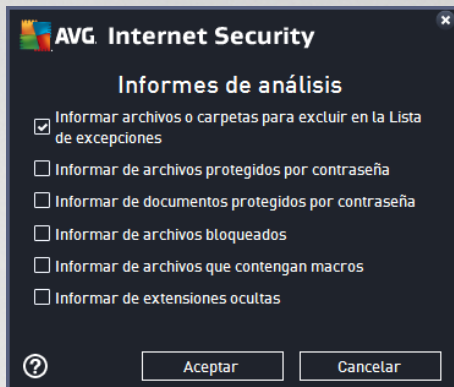 AVG Internet Security
Informes de análisis
Informar archivos o carpetas para excluir en la Lista
de excepciones
Informar de archivos protegidos por contraseña
Informar de documentos protegidos por contraseña
Informar de archivos bloqueados
Informar de archivos que contengan macros
Informar de extensiones ocultas
? Aceptar Cancelar